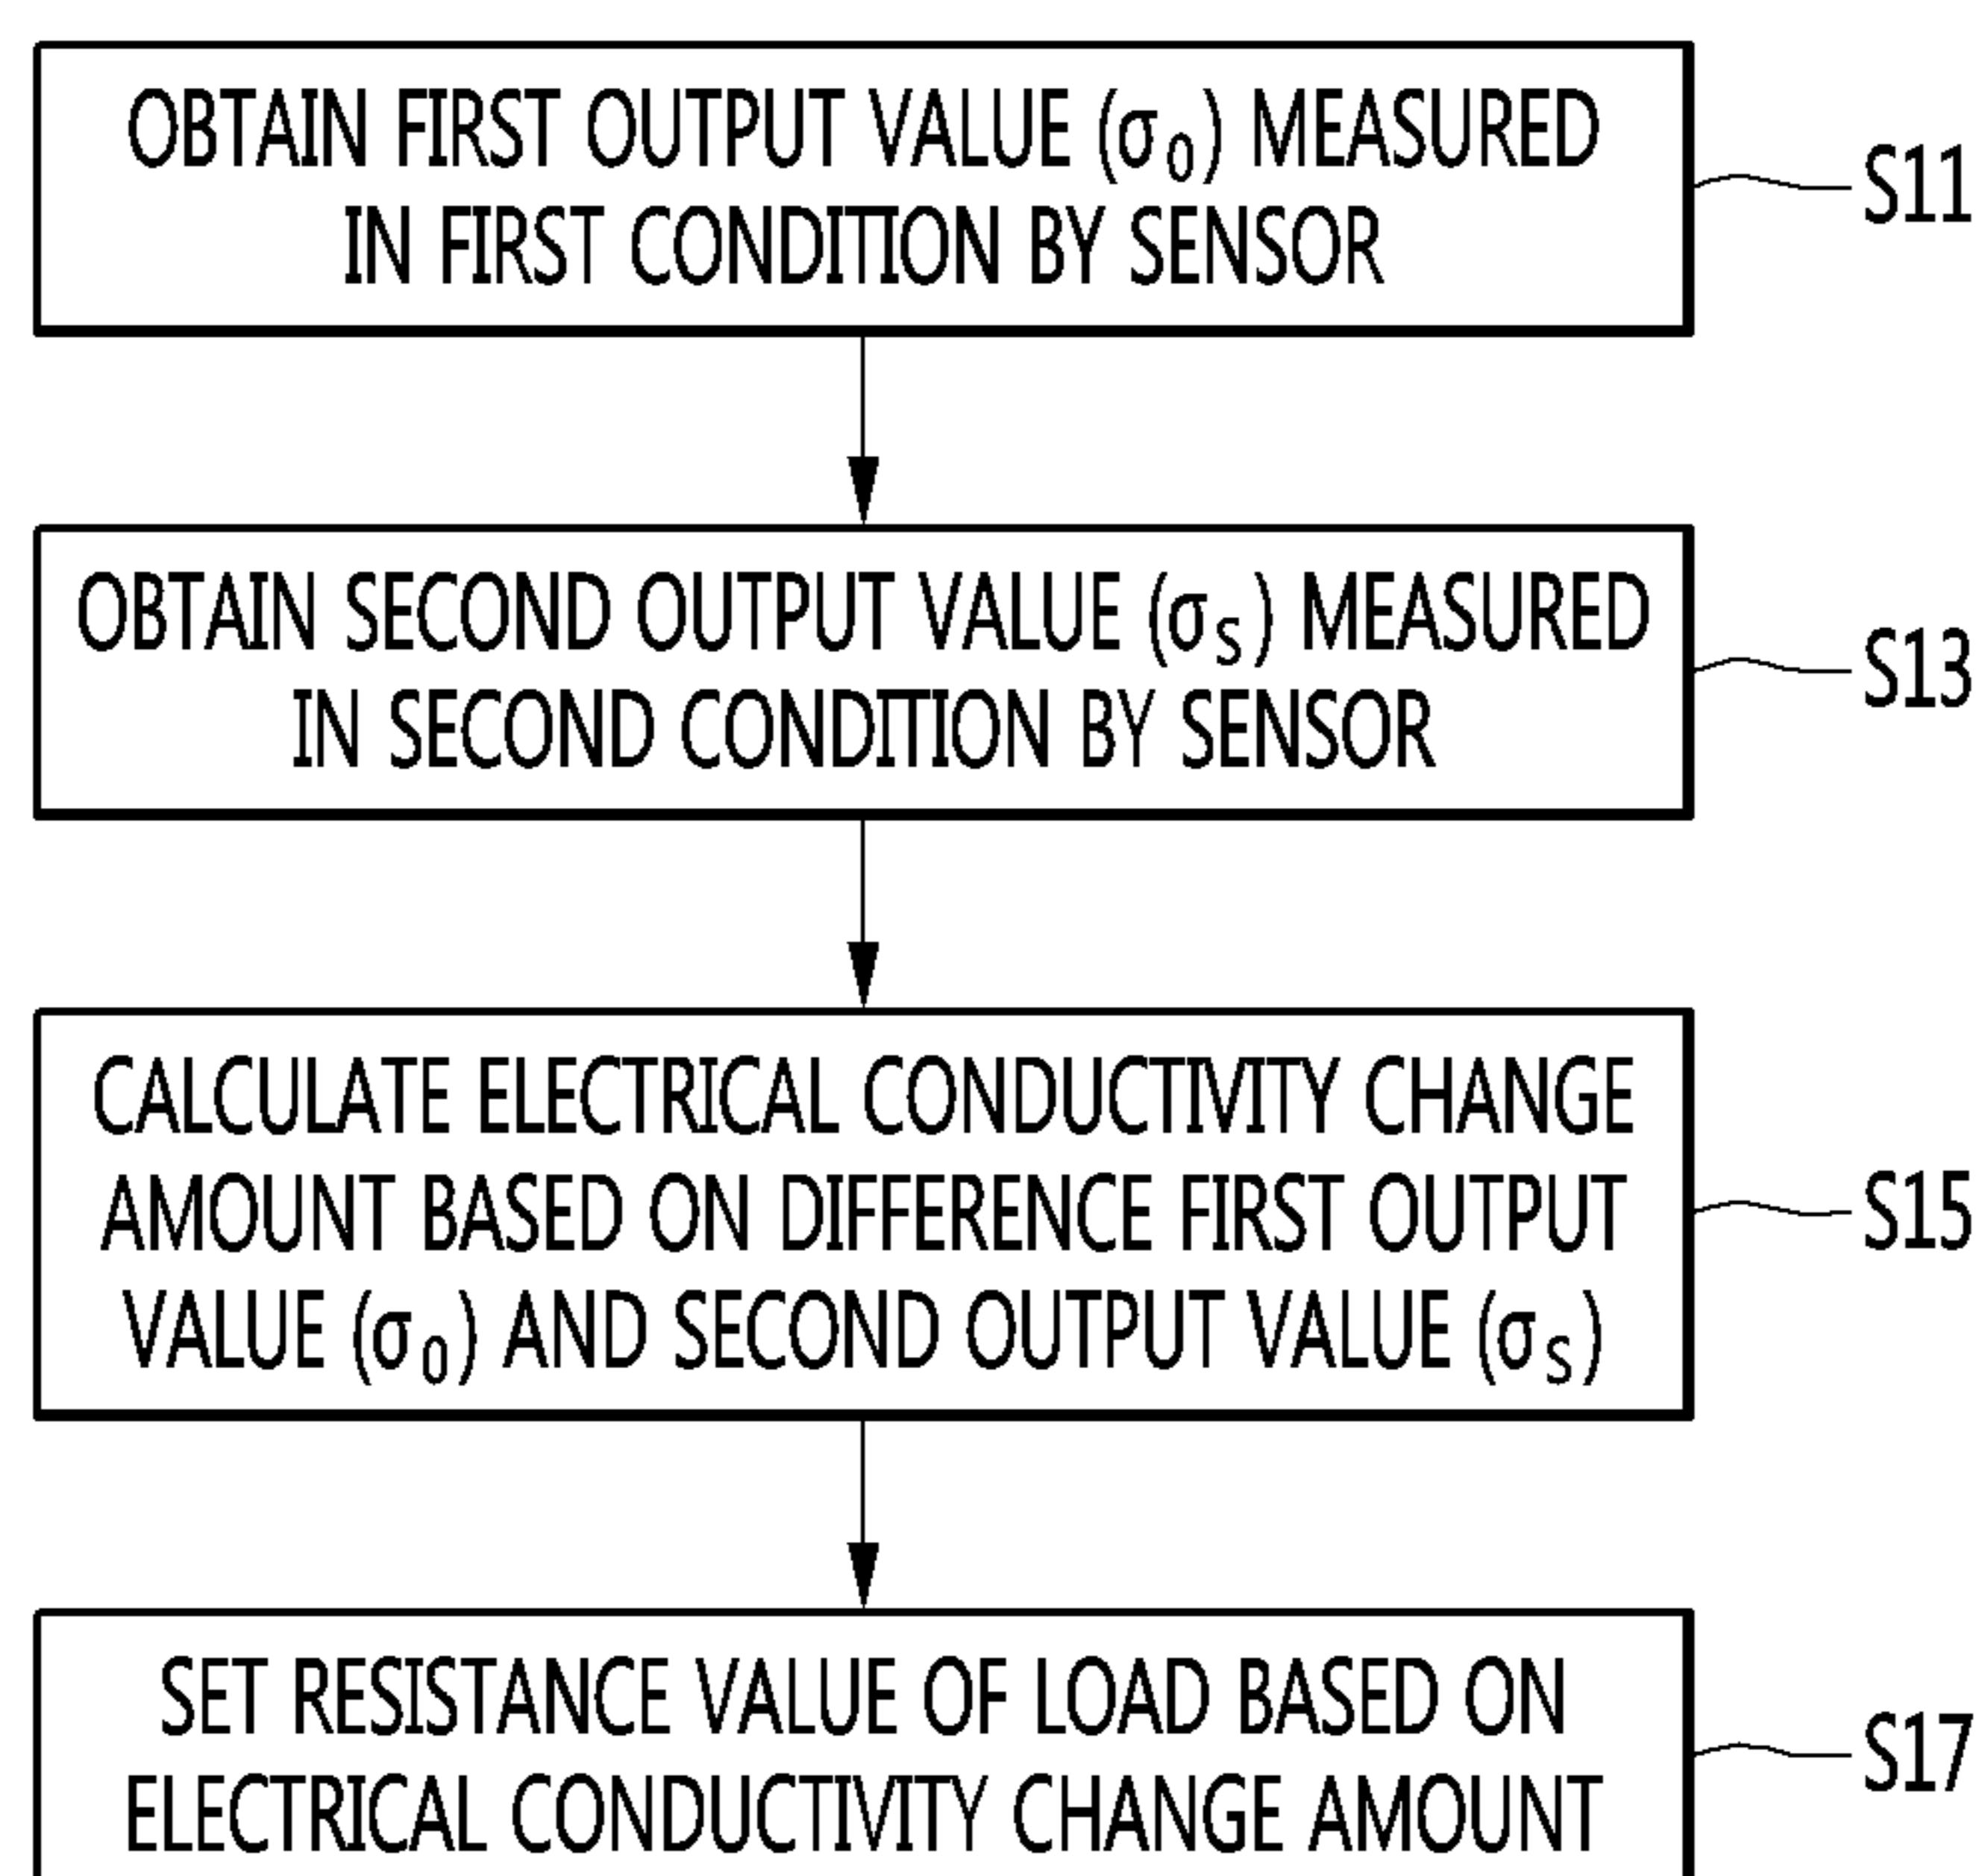 OBTAIN FIRST OUTPUT VALUE (σ₀) MEASURED
IN FIRST CONDITION BY SENSOR
S11
OBTAIN SECOND OUTPUT VALUE (σS) MEASURED
IN SECOND CONDITION BY SENSOR
S13
CALCULATE ELECTRICAL CONDUCTIVITY CHANGE
AMOUNT BASED ON DIFFERENCE FIRST OUTPUT
VALUE (σ₀) AND SECOND OUTPUT VALUE (σS)
S15
SET RESISTANCE VALUE OF LOAD BASED ON
ELECTRICAL CONDUCTIVITY CHANGE AMOUNT
S17